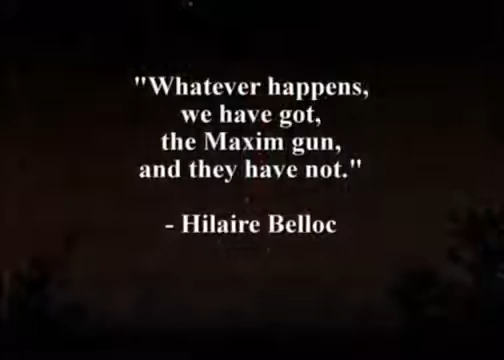 "Whatever happens,
we have got,
the Maxim gun,
and they have not."
- Hilaire Belloc